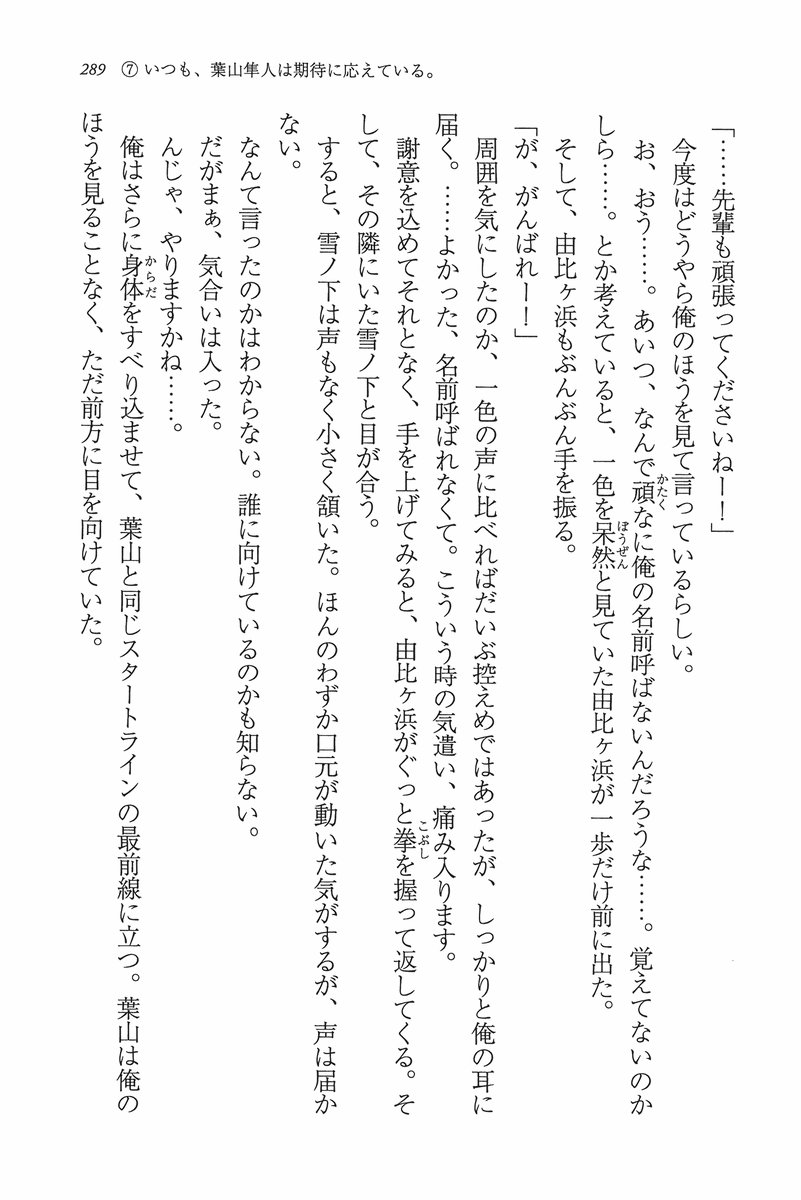 289 ⑦いつも、葉山隼人は期待に応えている。
「……先輩も頑張ってくださいねー！」
今度はどうやら俺のほうを見て言っているらしい。
お、おう……。あいつ、なんで頑なに俺の名前呼ばないんだろうな……。覚えてないのか
しら……。とか考えていると、一色を呆然と見ていた由比ヶ浜が一歩だけ前に出た。
そして、由比ヶ浜もぶんぶん手を振る。
「が、がんばれー！」
周囲を気にしたのか、一色の声に比べればだいぶ控えめではあったが、しっかりと俺の耳に
届く。……よかった、名前呼ばれなくて。こういう時の気遣い、痛み入ります。
謝意を込めてそれとなく、手を上げてみると、由比ヶ浜がぐっと拳を握って返してくる。そ
して、その隣にいた雪ノ下と目が合う。
すると、雪ノ下は声もなく小さく頷いた。ほんのわずか口元が動いた気がするが、声は届か
ない。
なんて言ったのかはわからない。誰に向けているのかも知らない。
だがまぁ、気合いは入った。
んじゃ、やりますかね……。
俺はさらに身体をすべり込ませて、葉山と同じスタートラインの最前線に立つ。葉山は俺の
ほうを見ることなく、ただ前方に目を向けていた。
かたく
ぼうぜん
こぶし
からだ